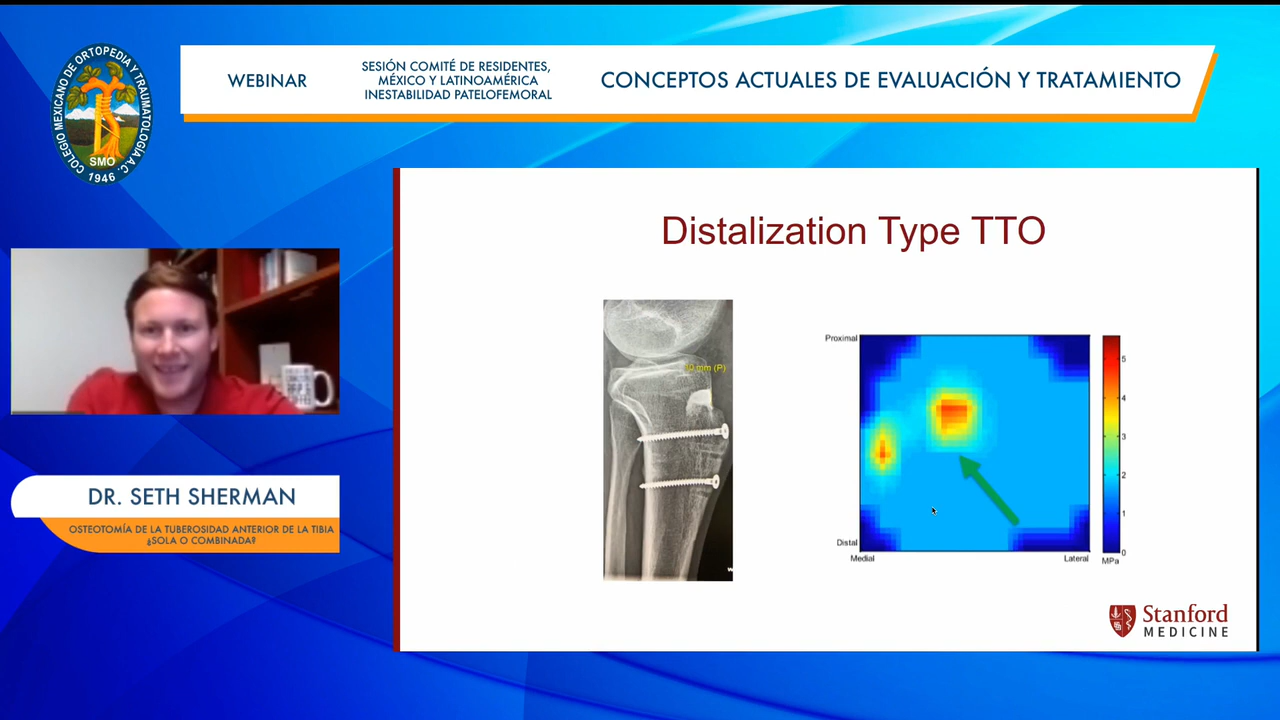 COLEGIO MEXICANO DE ORTOPEDIA Y TRAUMATOLOGIA A.C.
SMO
1946
WEBINAR
SESIÓN COMITÉ DE RESIDENTES,
MÉXICO Y LATINOAMÉRICA
INESTABILIDAD PATELOFEMORAL
CONCEPTOS ACTUALES DE EVALUACIÓN Y TRATAMIENTO
DR. SETH SHERMAN
OSTEOTOMÍA DE LA TUBEROSIDAD ANTERIOR DE LA TIBIA
¿SOLA O COMBINADA?
Distalization Type TTO
mm (P)
Proximal
Distal
Medial
Lateral
5
4
3
2
1
0
MPa
Stanford
MEDICINE